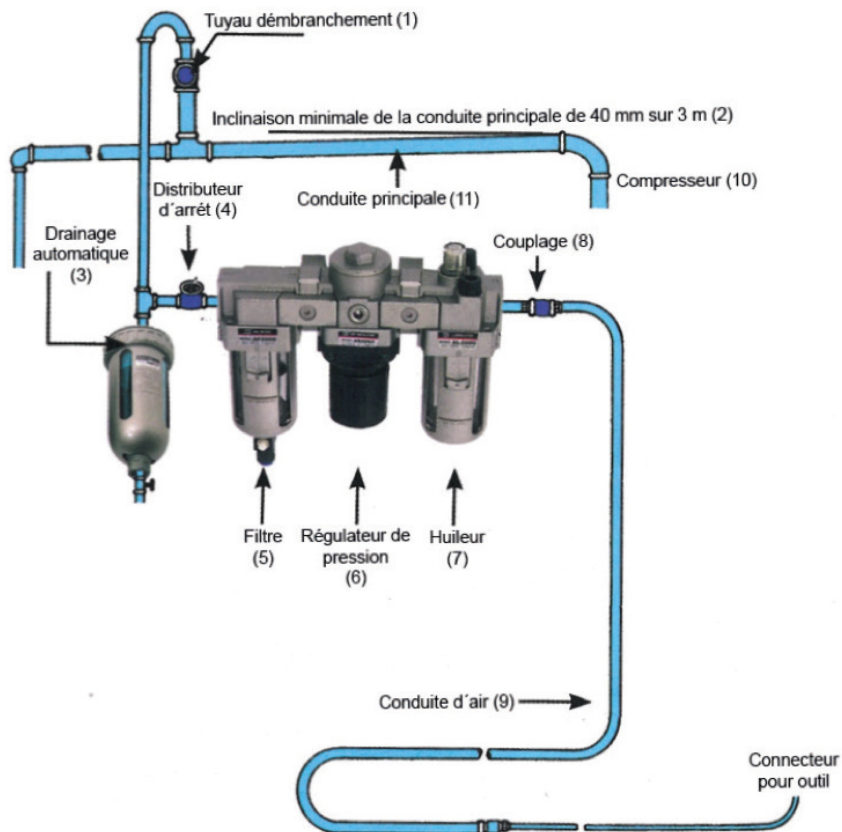 Tuyau démbranchement (1)
Inclinaison minimale de la conduite principale de 40 mm sur 3 m (2)
Distributeur
d´arrét (4)
Conduite principale (11)
Compresseur (10)
Drainage
automatique
(3)
Couplage (8)
Filtre
(5)
Régulateur de
pression
(6)
Huileur
(7)
Conduite d´air (9)
Connecteur
pour outil